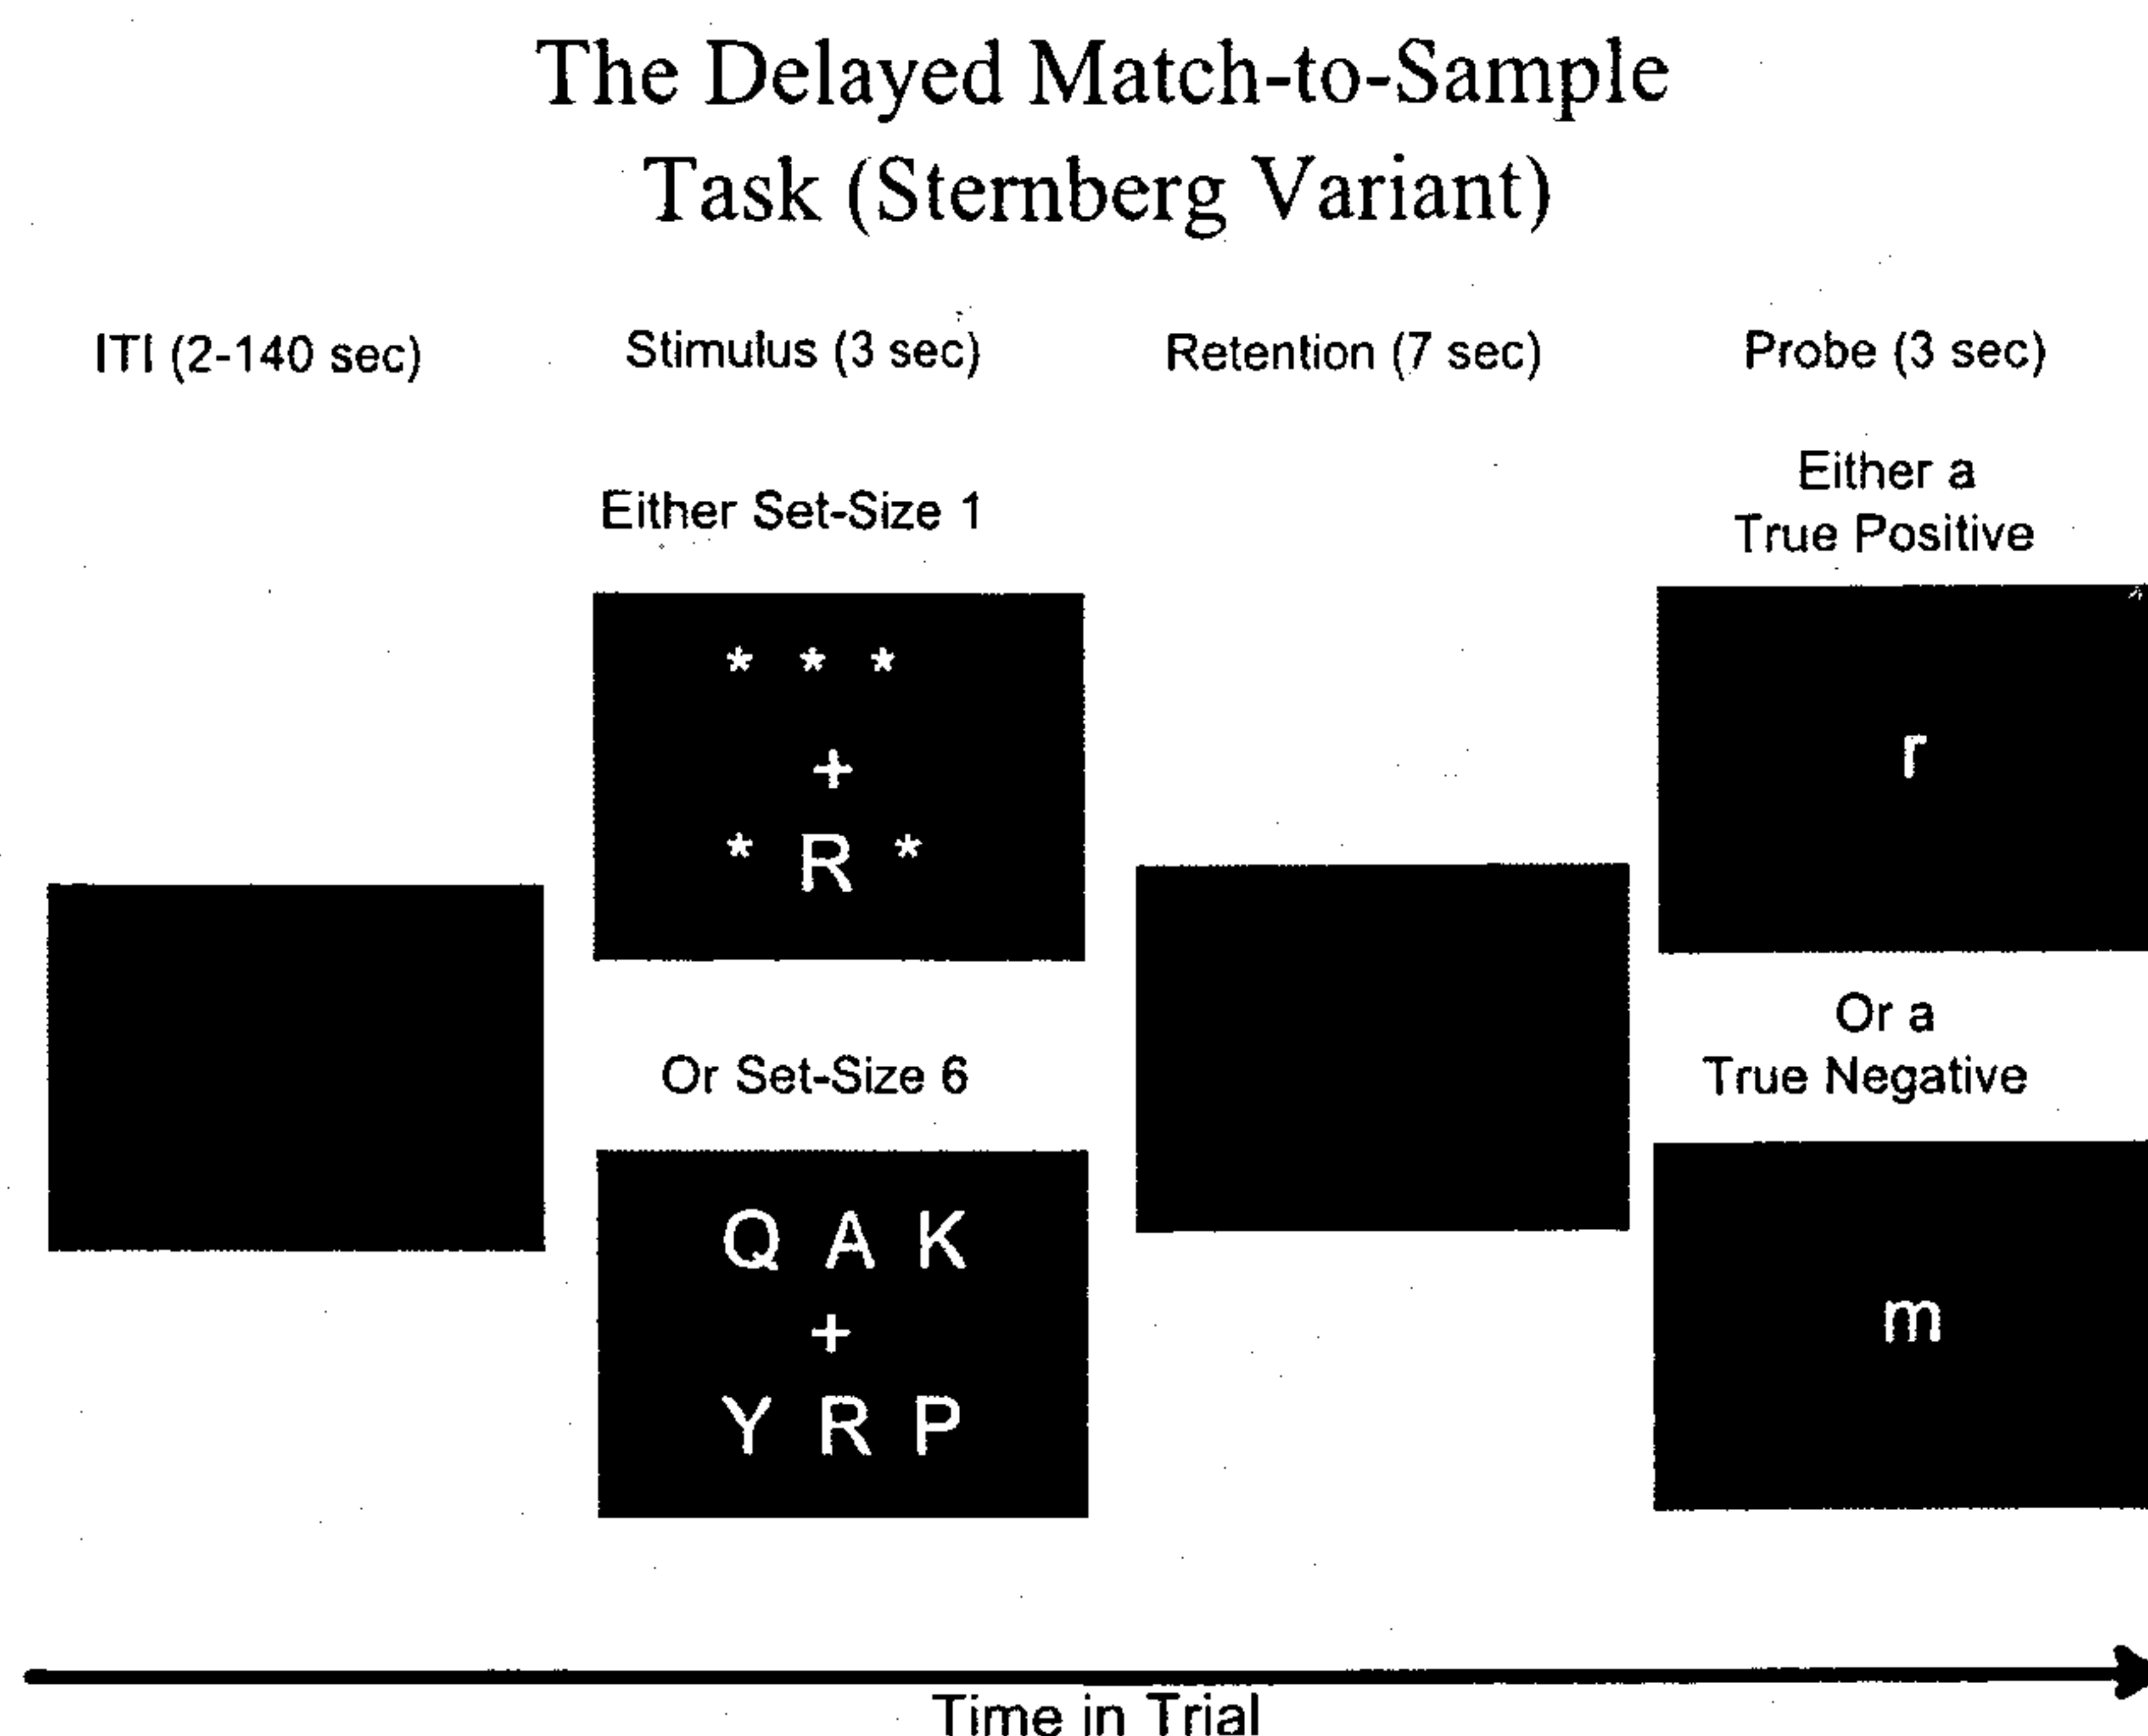 The Delayed Match-to-Sample
Task (Sternberg Variant)
ITI (2-140 sec)
Stimulus (3 sec)
Retention (7 sec)
Probe (3 sec)
Either Set-Size 1
* * *
+
* R *
Or Set-Size 6
Q A K
+
Y R P
Either a
True Positive
r
Or a
True Negative
m
Time in Trial